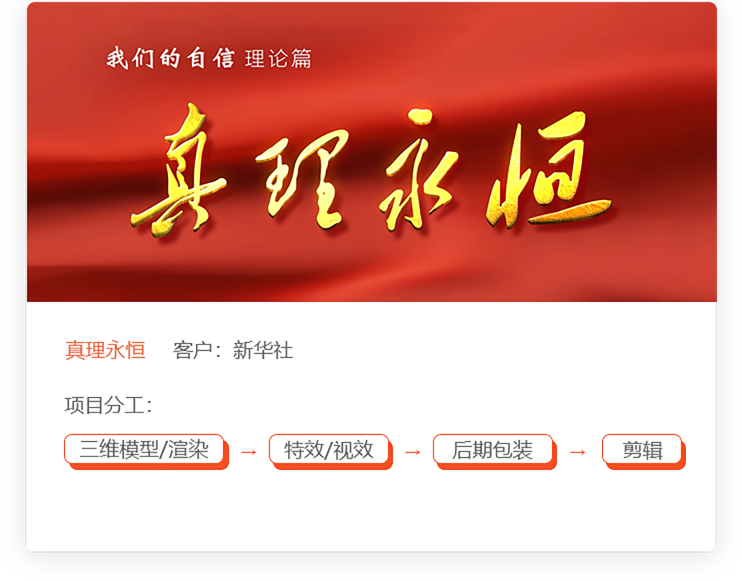 我们的自信 理论篇
真理永恒
真理永恒 客户：新华社
项目分工：
三维模型/渲染 → 特效/视效 → 后期包装 → 剪辑